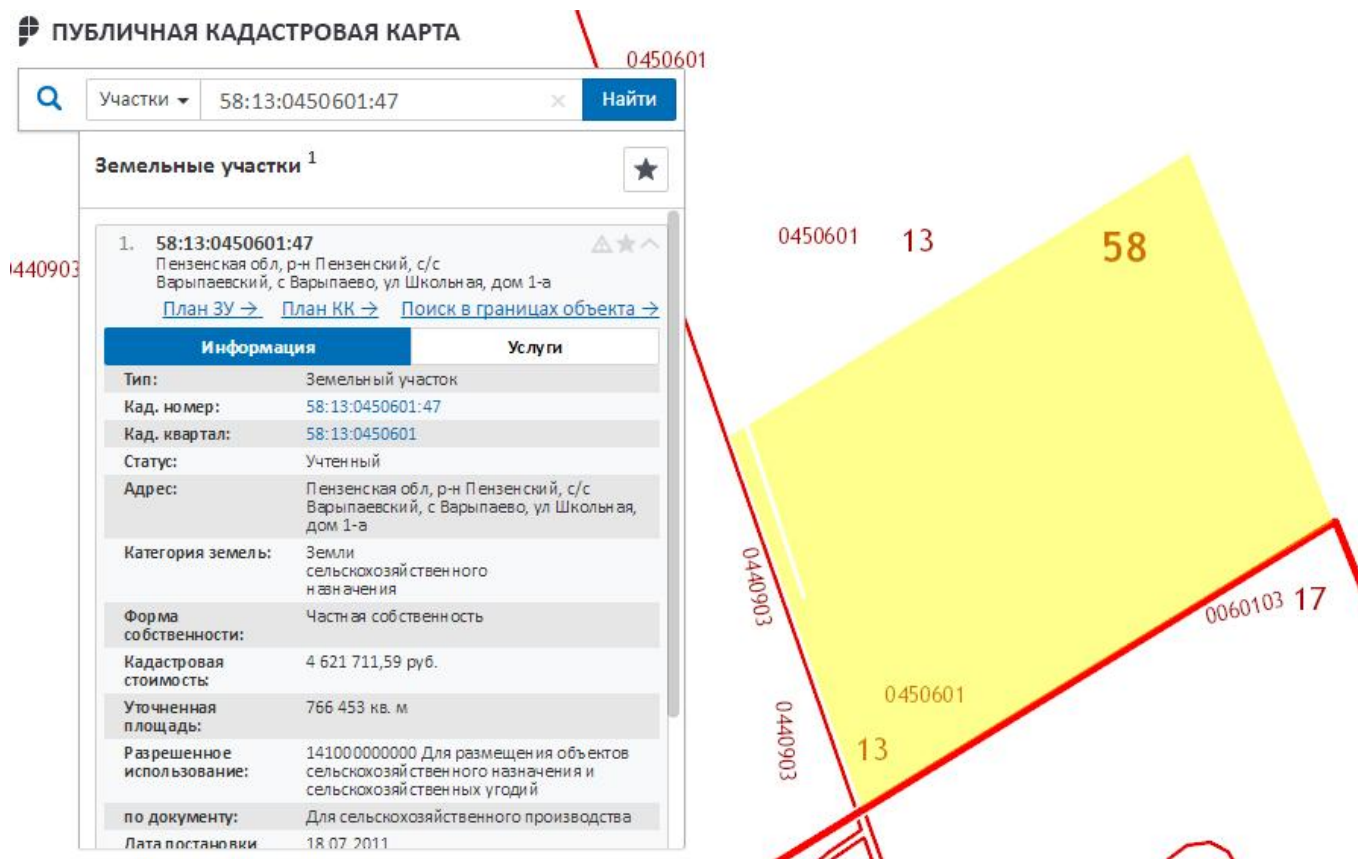 ПУБЛИЧНАЯ КАДАСТРОВАЯ КАРТА
Участки
58:13:0450601:47
Найти
Земельные участки 1
1. 58:13:0450601:47
Пензенская обл, р-н Пензенский, с/с
Варыпаевский, с Варыпаево, ул Школьная, дом 1-а
План ЗУ → План КК → Поиск в границах объекта →
Информация Услуги
Тип: Земельный участок
Кад. номер: 58:13:0450601:47
Кад. квартал: 58:13:0450601
Статус: Учтенный
Адрес: Пензенская обл, р-н Пензенский, с/с
Варыпаевский, с Варыпаево, ул Школьная,
дом 1-а
Категория земель: Земли
сельскохозяйственного
назначения
Форма Частная собственность
собственности:
Кадастровая 4 621 711,59 руб.
стоимость:
Уточненная 766 453 кв. м
площадь:
Разрешенное 141000000000 Для размещения объектов
использование: сельскохозяйственного назначения и
сельскохозяйственных угодий
по документу: Для сельскохозяйственного производства
Дата постановки 18.07.2011
0450601
0440903
0450601
13
58
0440903
0060103
17
0450601
0440903
13